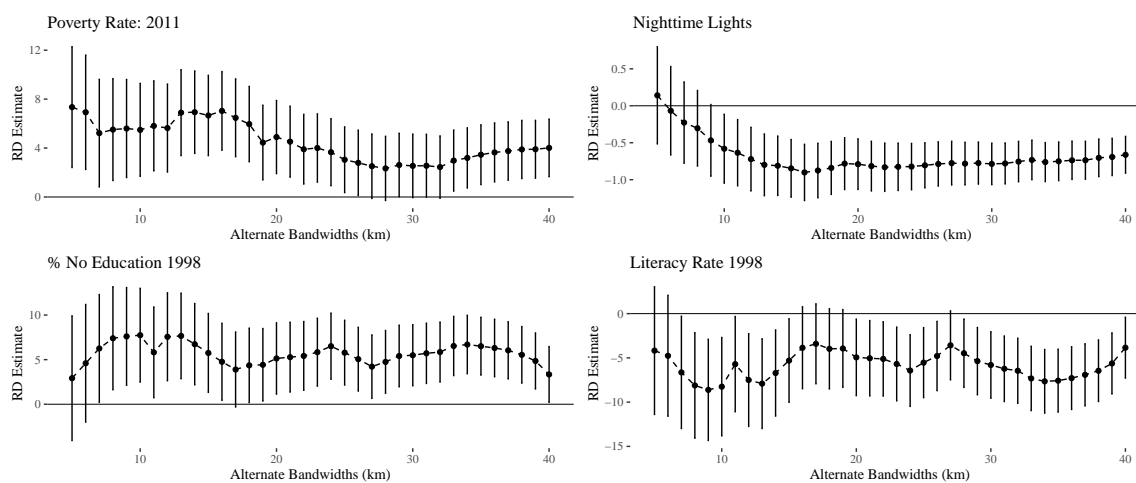 Poverty Rate: 2011
12
8
4
0
RD Estimate
10 20 30 40
Alternate Bandwidths (km)
Nighttime Lights
0.5
0.0
−0.5
−1.0
RD Estimate
10 20 30 40
Alternate Bandwidths (km)
% No Education 1998
10
5
0
RD Estimate
10 20 30 40
Alternate Bandwidths (km)
Literacy Rate 1998
0
−5
−10
−15
RD Estimate
10 20 30 40
Alternate Bandwidths (km)